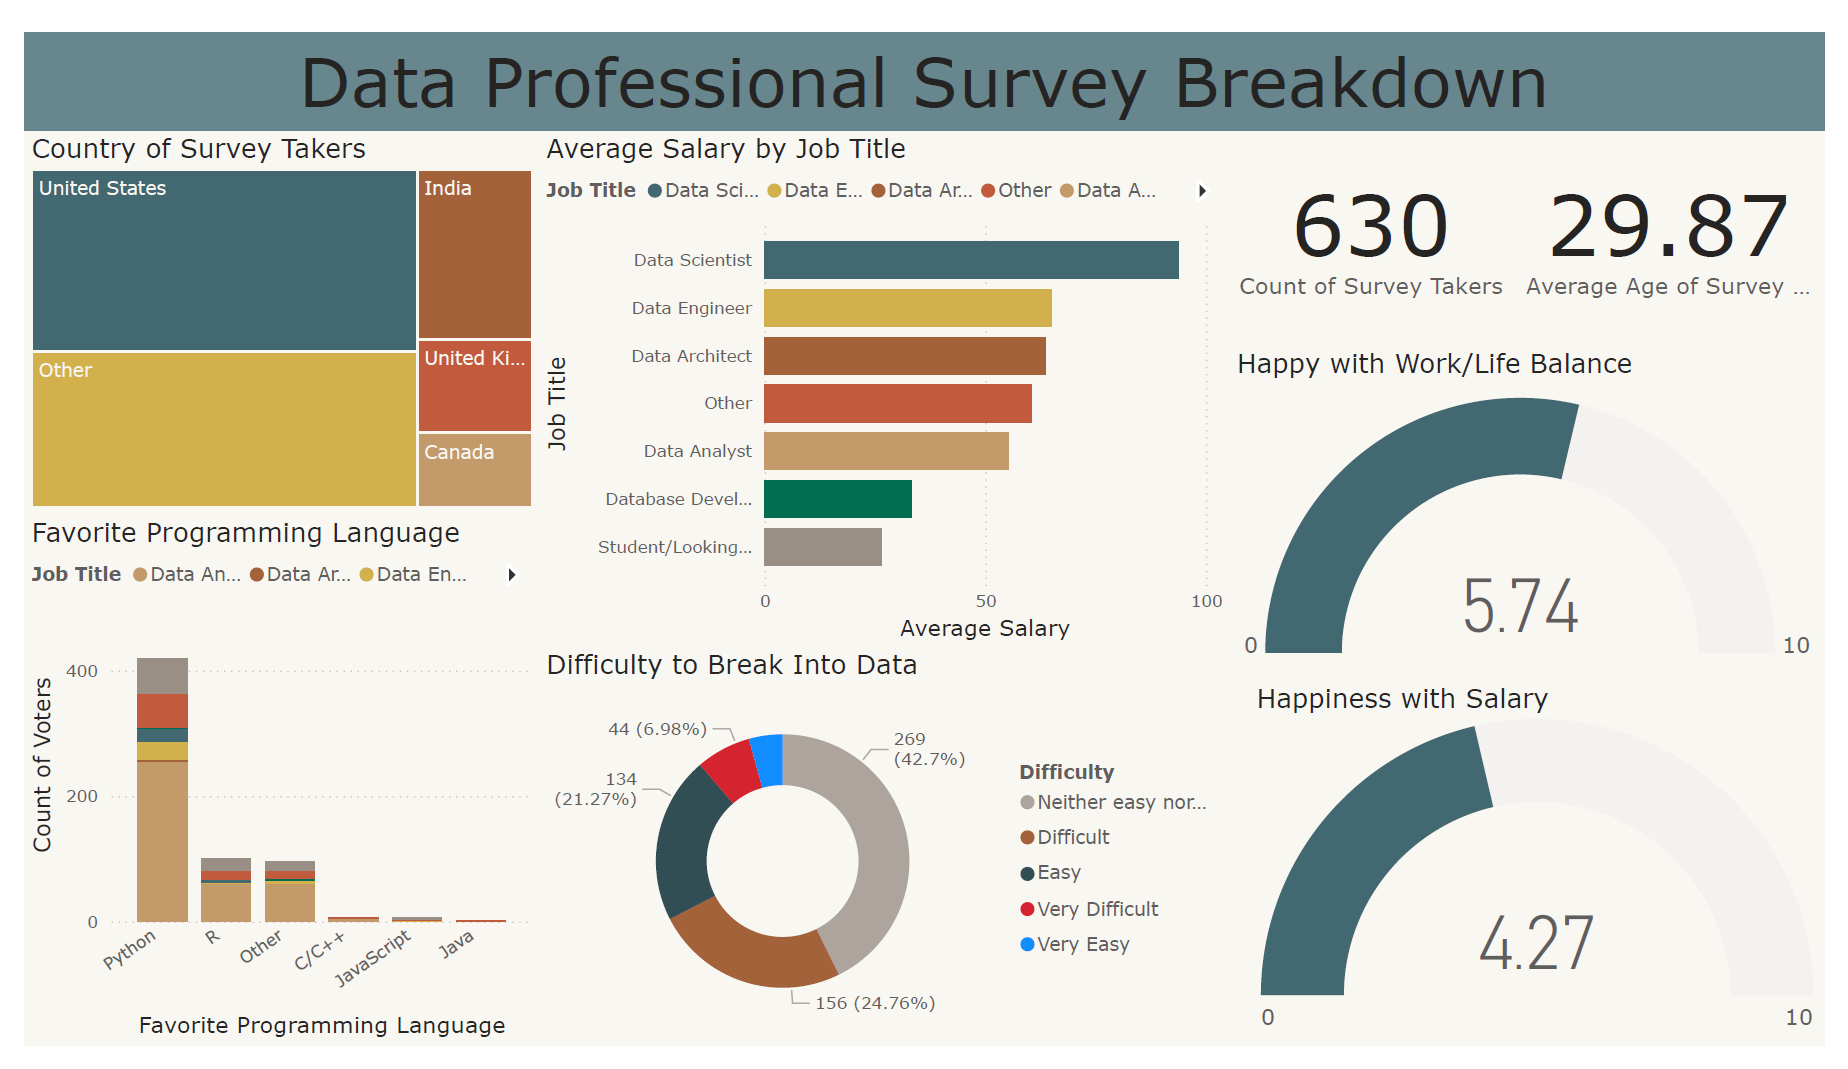 Data Professional Survey Breakdown
Country of Survey Takers
United States
India
Other
United Ki...
Canada
Average Salary by Job Title
Job Title Data Sci... Data E... Data Ar... Other Data A...
Job Title
Data Scientist
Data Engineer
Data Architect
Other
Data Analyst
Database Devel...
Student/Looking...
0 50 100
Average Salary
630
Count of Survey Takers
29.87
Average Age of Survey ...
Happy with Work/Life Balance
5.74
0 10
Favorite Programming Language
Job Title Data An... Data Ar... Data En...
Count of Voters
400
200
0
Python R Other C/C++ JavaScript Java
Favorite Programming Language
Difficulty to Break Into Data
44 (6.98%)
269
(42.7%)
134
(21.27%)
156 (24.76%)
Difficulty
Neither easy nor...
Difficult
Easy
Very Difficult
Very Easy
Happiness with Salary
4.27
0 10